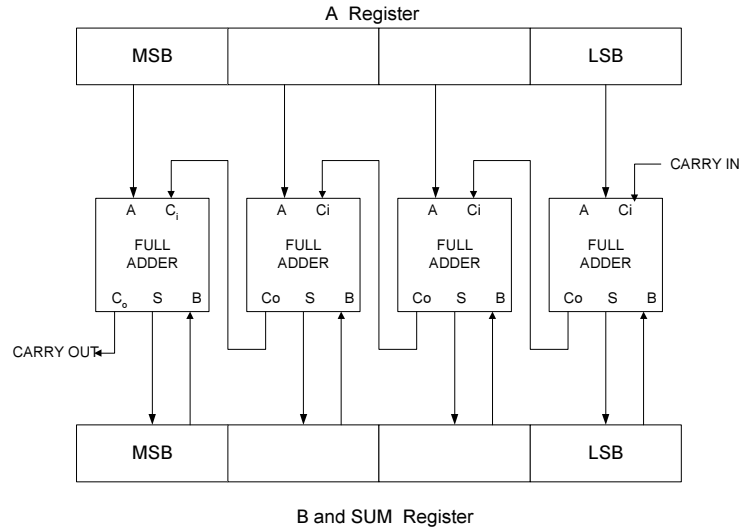 A Register
MSB LSB
CARRY IN
A Ci A Ci A Ci A Ci
FULL ADDER FULL ADDER FULL ADDER FULL ADDER
Co S B Co S B Co S B Co S B
CARRY OUT
MSB LSB
B and SUM Register